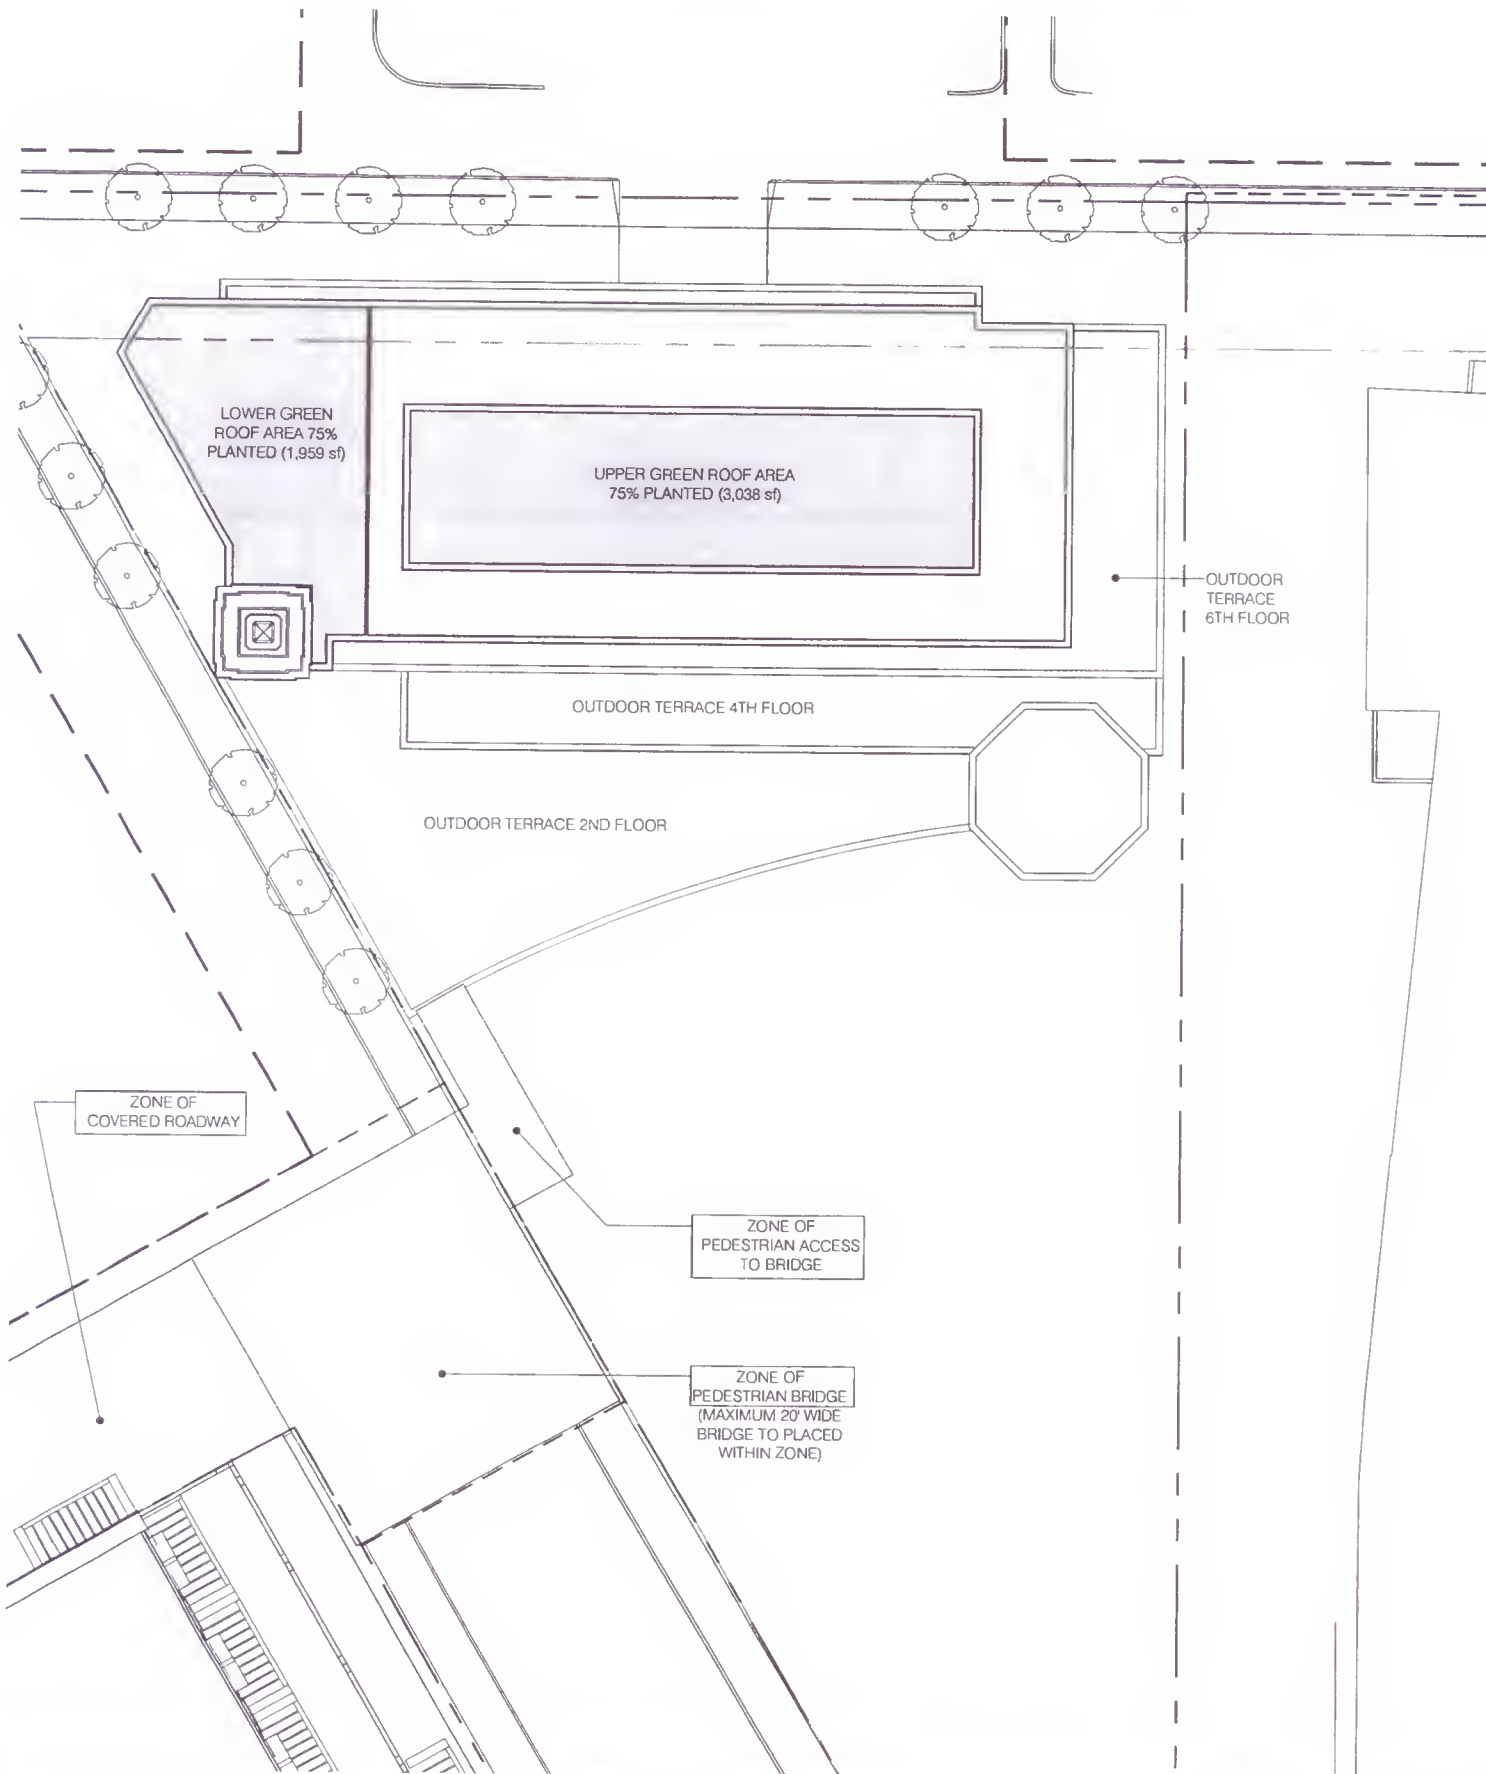 LOWER GREEN
ROOF AREA 75%
PLANTED (1,959 sf)
UPPER GREEN ROOF AREA
75% PLANTED (3,038 sf)
OUTDOOR
TERRACE
6TH FLOOR
OUTDOOR TERRACE 4TH FLOOR
OUTDOOR TERRACE 2ND FLOOR
ZONE OF
COVERED ROADWAY
ZONE OF
PEDESTRIAN ACCESS
TO BRIDGE
ZONE OF
PEDESTRIAN BRIDGE
(MAXIMUM 20' WIDE
BRIDGE TO PLACED
WITHIN ZONE)